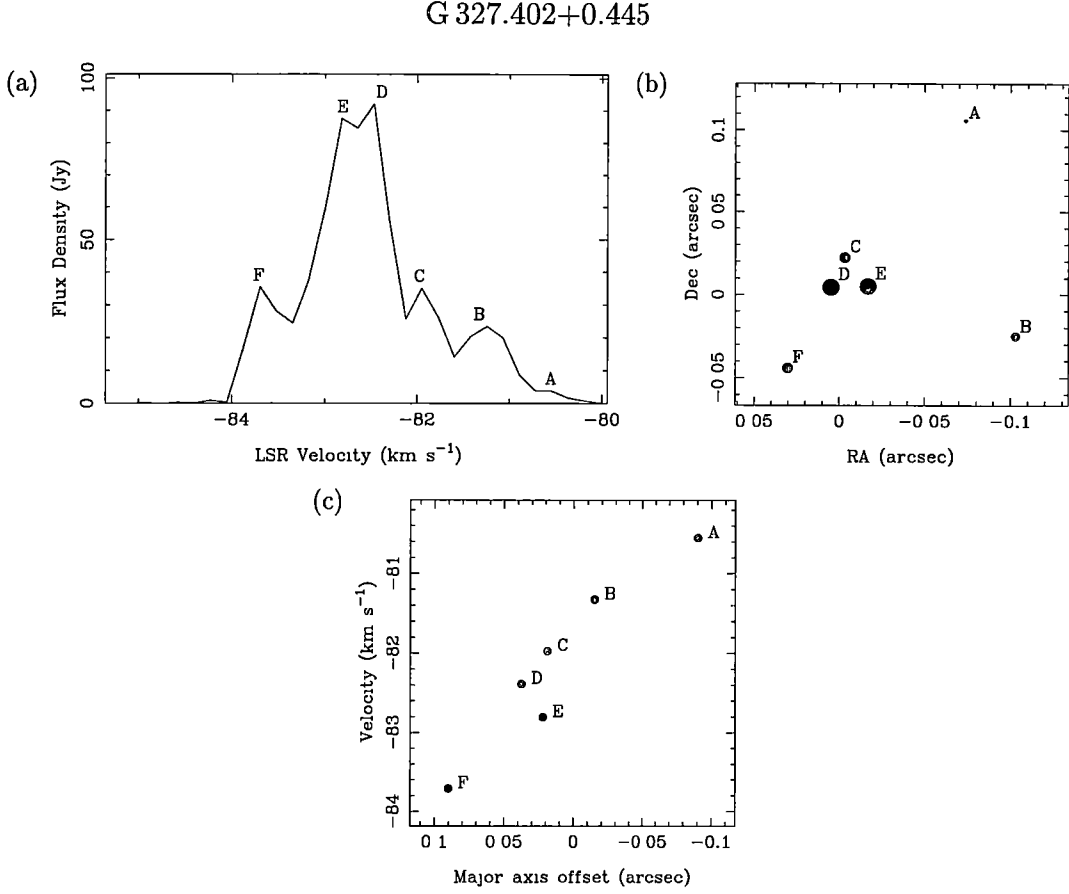 G 327.402+0.445
(a)
100
50
0
Flux Density (Jy)
F
E
D
C
B
A
−84
−82
−80
LSR Velocity (km s⁻¹)
(b)
0.1
0 05
0
−0 05
Dec (arcsec)
A
C
D
E
B
F
0 05
0
−0 05
−0.1
RA (arcsec)
(c)
−81
−82
−83
−84
Velocity (km s⁻¹)
A
B
C
D
E
F
0 1
0 05
0
−0 05
−0.1
Major axis offset (arcsec)